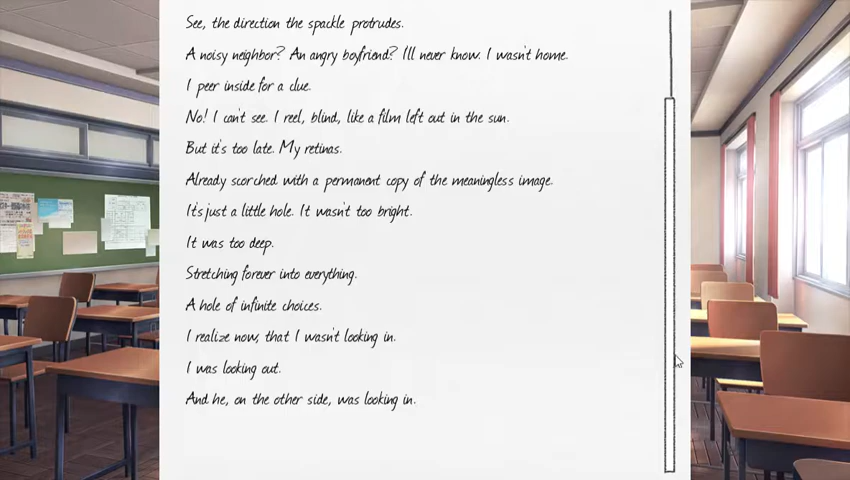 See, the direction the spackle protrudes.
A noisy neighbor? An angry boyfriend? I'll never know. I wasn't home.
I peer inside for a clue.
No! I can't see. I reel, blind, like a film left out in the sun.
But it's too late. My retinas.
Already scorched with a permanent copy of the meaningless image.
It's just a little hole. It wasn't too bright.
It was too deep.
Stretching forever into everything.
A hole of infinite choices.
I realize now, that I wasn't looking in.
I was looking out.
And he, on the other side, was looking in.